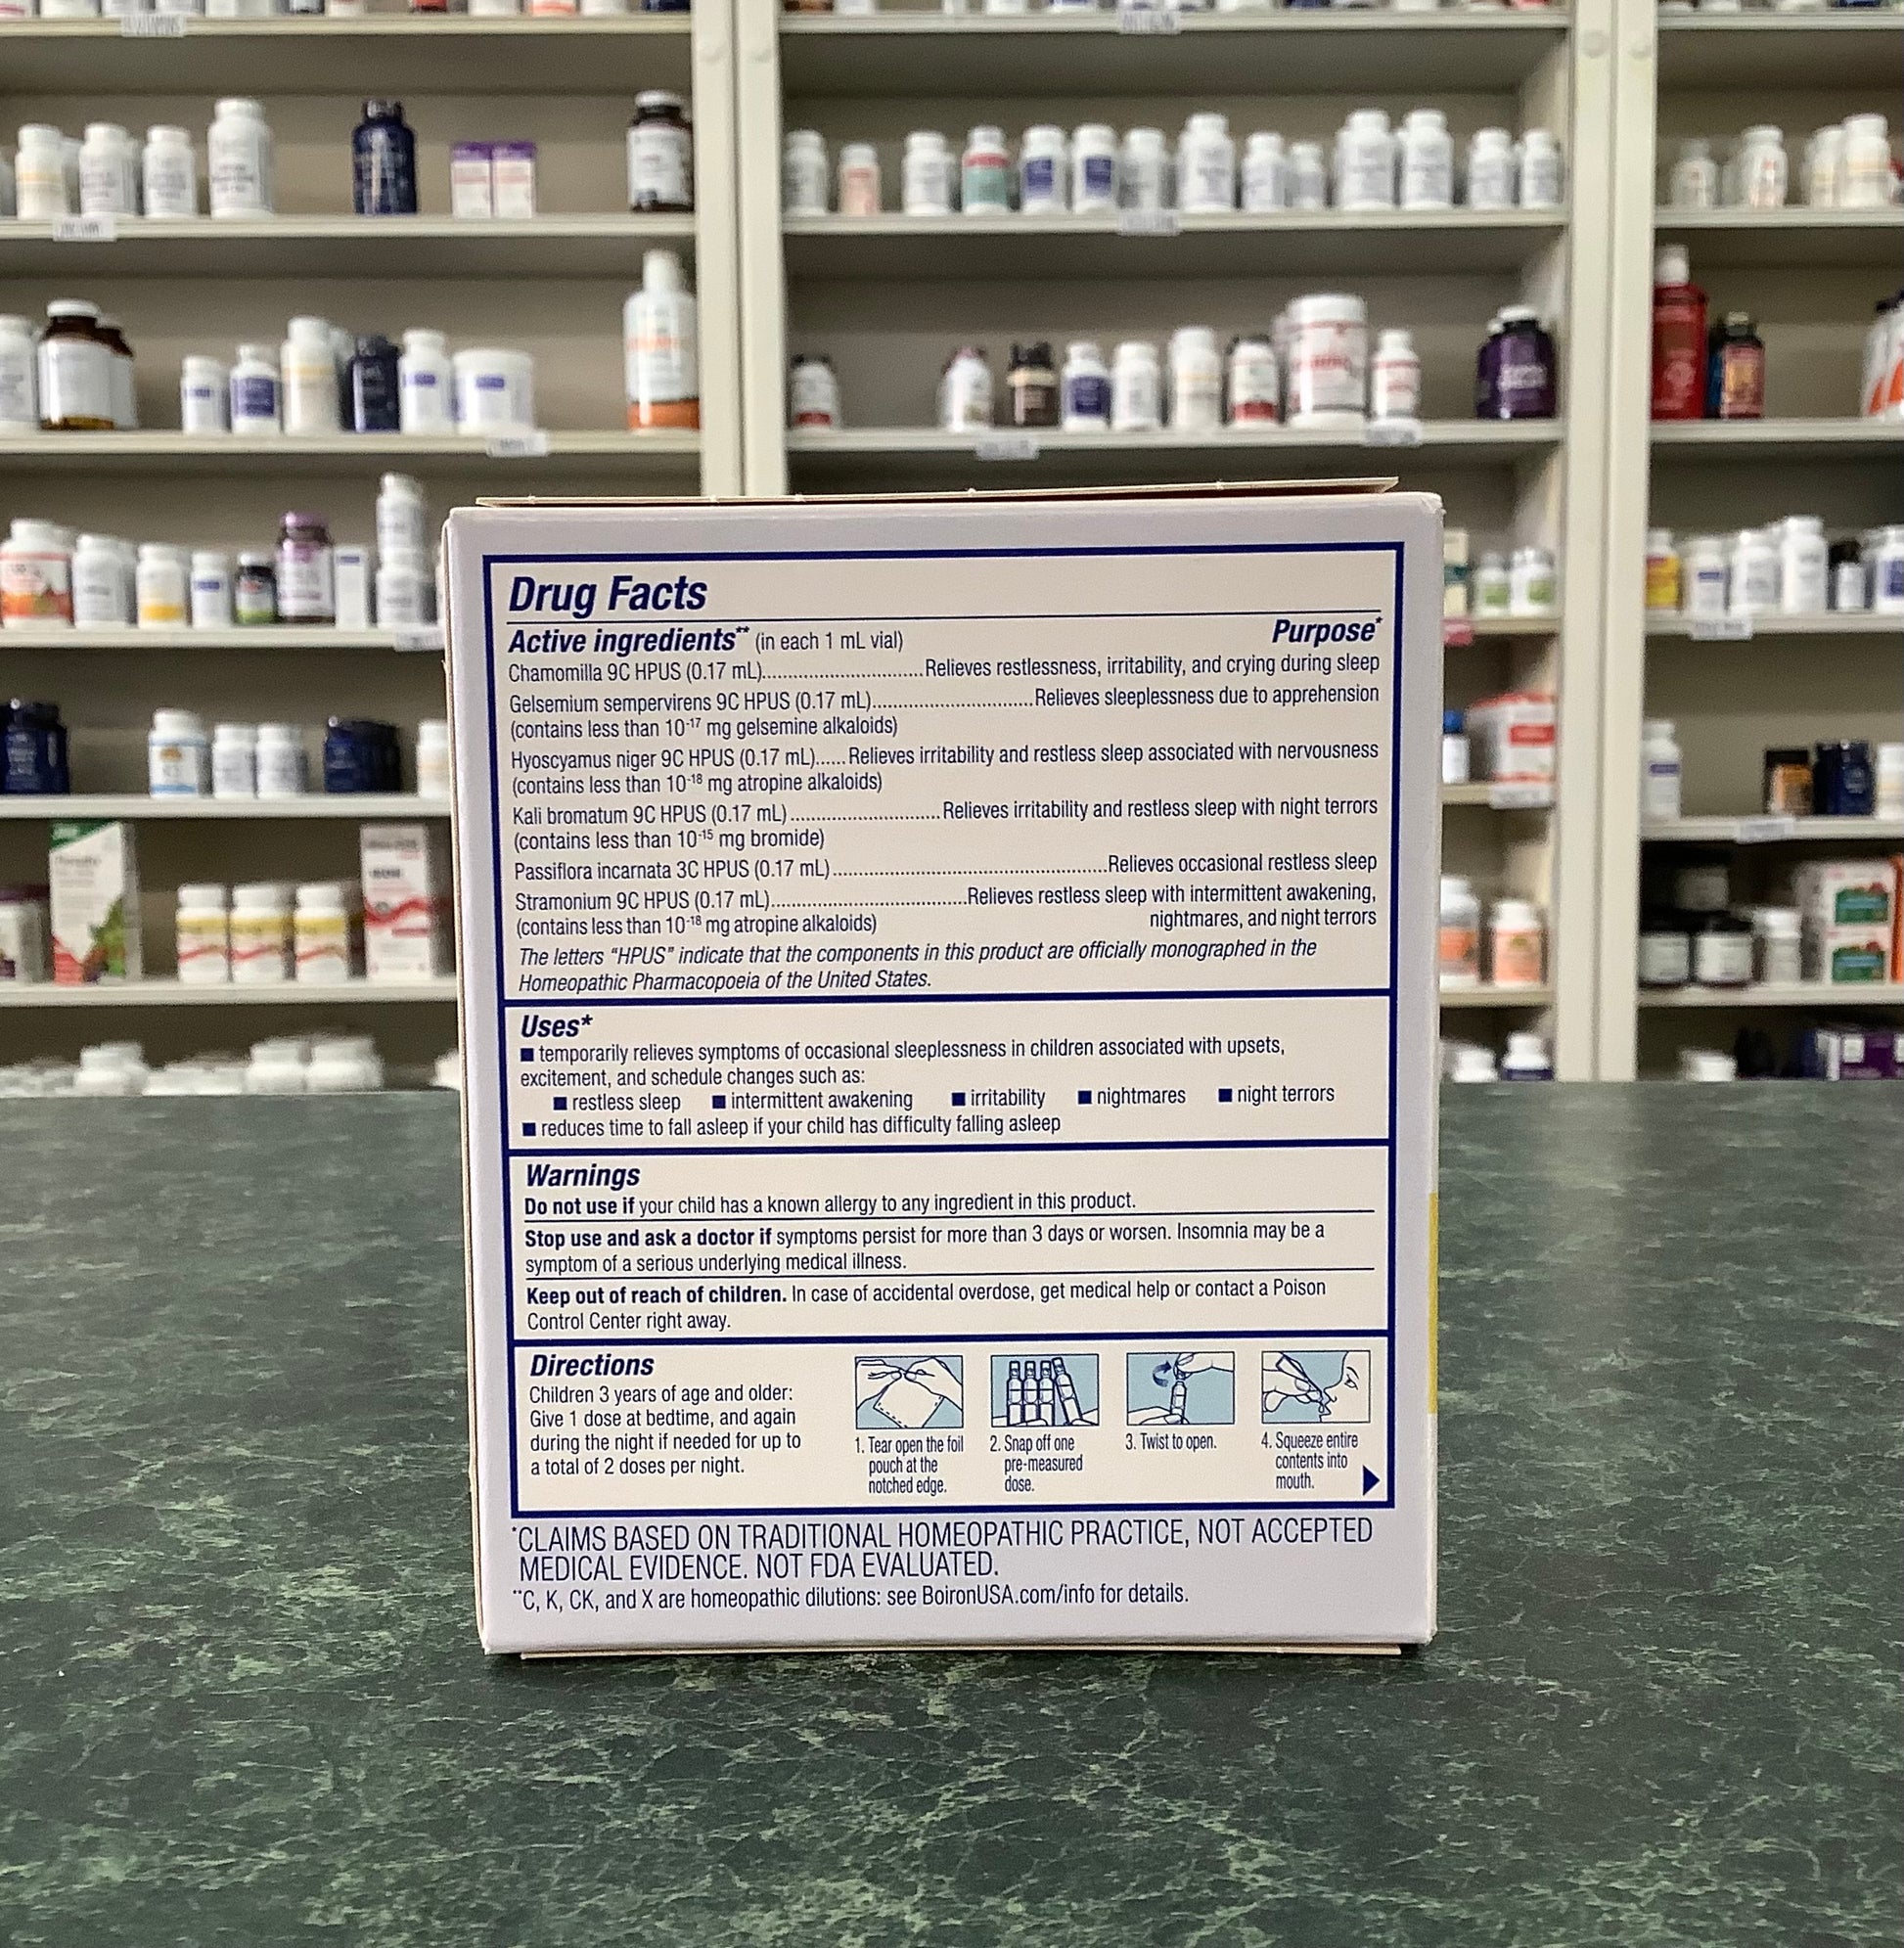 Drug Facts
Active ingredients** (in each 1 mL vial) Purpose*
Chamomilla 9C HPUS (0.17 mL)..............................Relieves restlessness, irritability, and crying during sleep
Gelsemium sempervirens 9C HPUS (0.17 mL)..............................Relieves sleeplessness due to apprehension
(contains less than 10⁻¹⁷ mg gelsemine alkaloids)
Hyoscyamus niger 9C HPUS (0.17 mL)......Relieves irritability and restless sleep associated with nervousness
(contains less than 10⁻¹⁸ mg atropine alkaloids)
Kali bromatum 9C HPUS (0.17 mL)............................Relieves irritability and restless sleep with night terrors
(contains less than 10⁻¹⁵ mg bromide)
Passiflora incarnata 3C HPUS (0.17 mL)...................................................Relieves occasional restless sleep
Stramonium 9C HPUS (0.17 mL).....................................Relieves restless sleep with intermittent awakening,
(contains less than 10⁻¹⁸ mg atropine alkaloids) nightmares, and night terrors
The letters “HPUS” indicate that the components in this product are officially monographed in the
Homeopathic Pharmacopoeia of the United States.
Uses*
■ temporarily relieves symptoms of occasional sleeplessness in children associated with upsets,
excitement, and schedule changes such as:
■ restless sleep ■ intermittent awakening ■ irritability ■ nightmares ■ night terrors
■ reduces time to fall asleep if your child has difficulty falling asleep
Warnings
Do not use if your child has a known allergy to any ingredient in this product.
Stop use and ask a doctor if symptoms persist for more than 3 days or worsen. Insomnia may be a
symptom of a serious underlying medical illness.
Keep out of reach of children. In case of accidental overdose, get medical help or contact a Poison
Control Center right away.
Directions
Children 3 years of age and older:
Give 1 dose at bedtime, and again
during the night if needed for up to
a total of 2 doses per night.
1. Tear open the foil
pouch at the
notched edge.
2. Snap off one
pre-measured
dose.
3. Twist to open.
4. Squeeze entire
contents into
mouth.
*CLAIMS BASED ON TRADITIONAL HOMEOPATHIC PRACTICE, NOT ACCEPTED
MEDICAL EVIDENCE. NOT FDA EVALUATED.
**C, K, CK, and X are homeopathic dilutions: see BoironUSA.com/info for details.